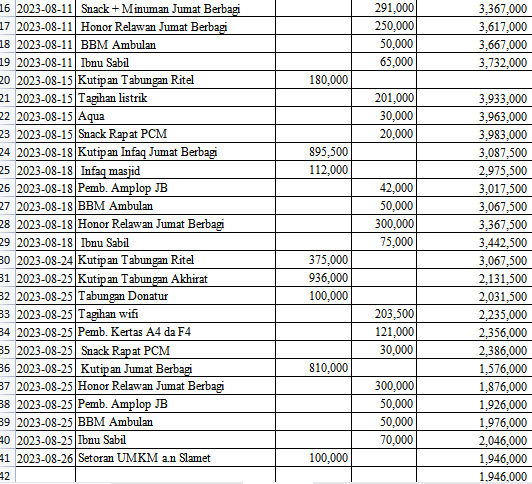 16 2023-08-11 Snack + Minuman Jumat Berbagi 291,000 3,367,000
17 2023-08-11 Honor Relawan Jumat Berbagi 250,000 3,617,000
18 2023-08-11 BBM Ambulan 50,000 3,667,000
19 2023-08-11 Ibnu Sabil 65,000 3,732,000
20 2023-08-15 Kutipan Tabungan Ritel 180,000
21 2023-08-15 Tagihan listrik 201,000 3,933,000
22 2023-08-15 Aqua 30,000 3,963,000
23 2023-08-15 Snack Rapat PCM 20,000 3,983,000
24 2023-08-18 Kutipan Infaq Jumat Berbagi 895,500 3,087,500
25 2023-08-18 Infaq masjid 112,000 2,975,500
26 2023-08-18 Pemb. Amplop JB 42,000 3,017,500
27 2023-08-18 BBM Ambulan 50,000 3,067,500
28 2023-08-18 Honor Relawan Jumat Berbagi 300,000 3,367,500
29 2023-08-18 Ibnu Sabil 75,000 3,442,500
30 2023-08-24 Kutipan Tabungan Ritel 375,000 3,067,500
31 2023-08-25 Kutipan Tabungan Akhirat 936,000 2,131,500
32 2023-08-25 Tabungan Donatur 100,000 2,031,500
33 2023-08-25 Tagihan wifi 203,500 2,235,000
34 2023-08-25 Pemb. Kertas A4 da F4 121,000 2,356,000
35 2023-08-25 Snack Rapat PCM 30,000 2,386,000
36 2023-08-25 Kutipan Jumat Berbagi 810,000 1,576,000
37 2023-08-25 Honor Relawan Jumat Berbagi 300,000 1,876,000
38 2023-08-25 Pemb. Amplop JB 50,000 1,926,000
39 2023-08-25 BBM Ambulan 50,000 1,976,000
40 2023-08-25 Ibnu Sabil 70,000 2,046,000
41 2023-08-26 Setoran UMKM a.n Slamet 100,000 1,946,000
42 1,946,000